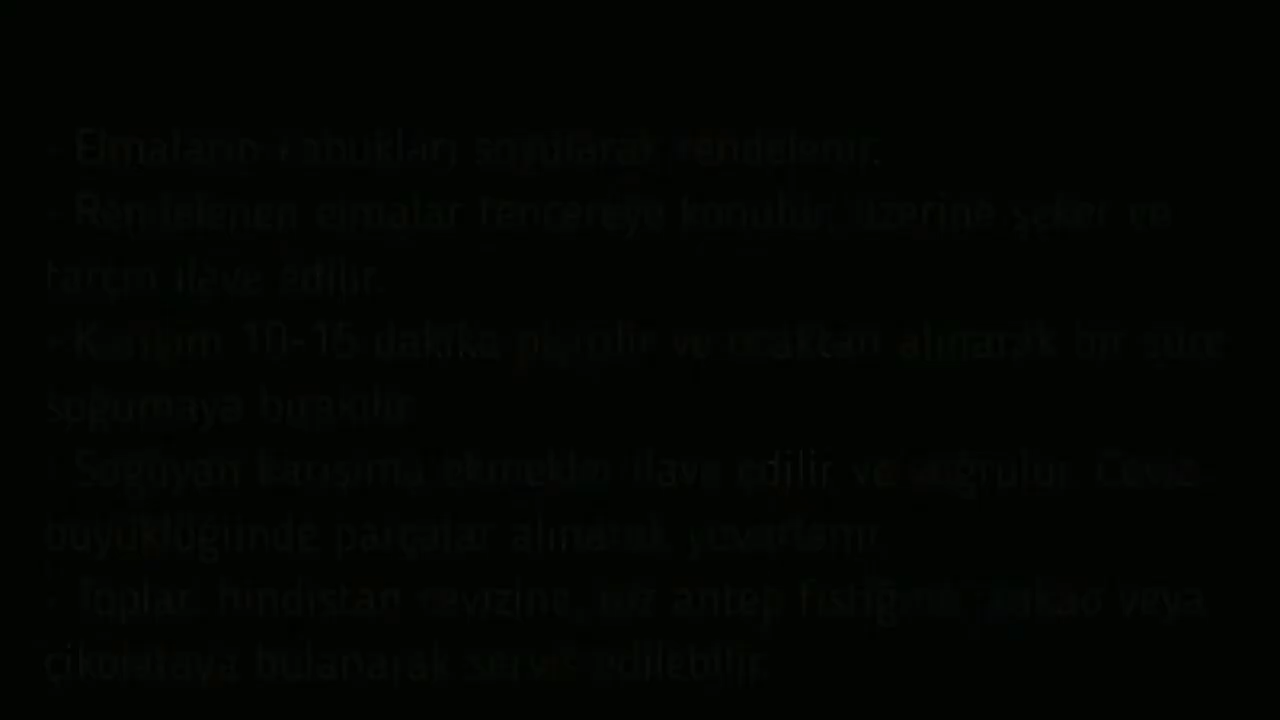 - Elmaların kabukları soyularak rendelenir.
- Rendelenen elmalar tencereye konulur, üzerine şeker ve
tarçın ilave edilir.
- Karışım 10-15 dakika pişirilir ve ocaktan alınarak bir süre
soğumaya bırakılır.
- Soğuyan karışıma ekmekler ilave edilir ve yoğrulur. Ceviz
büyüklüğünde parçalar alınarak yuvarlanır.
- Toplar, hindistan cevizine, antep fıstığına, kakao veya
çikolataya bulanarak servis edilebilir.